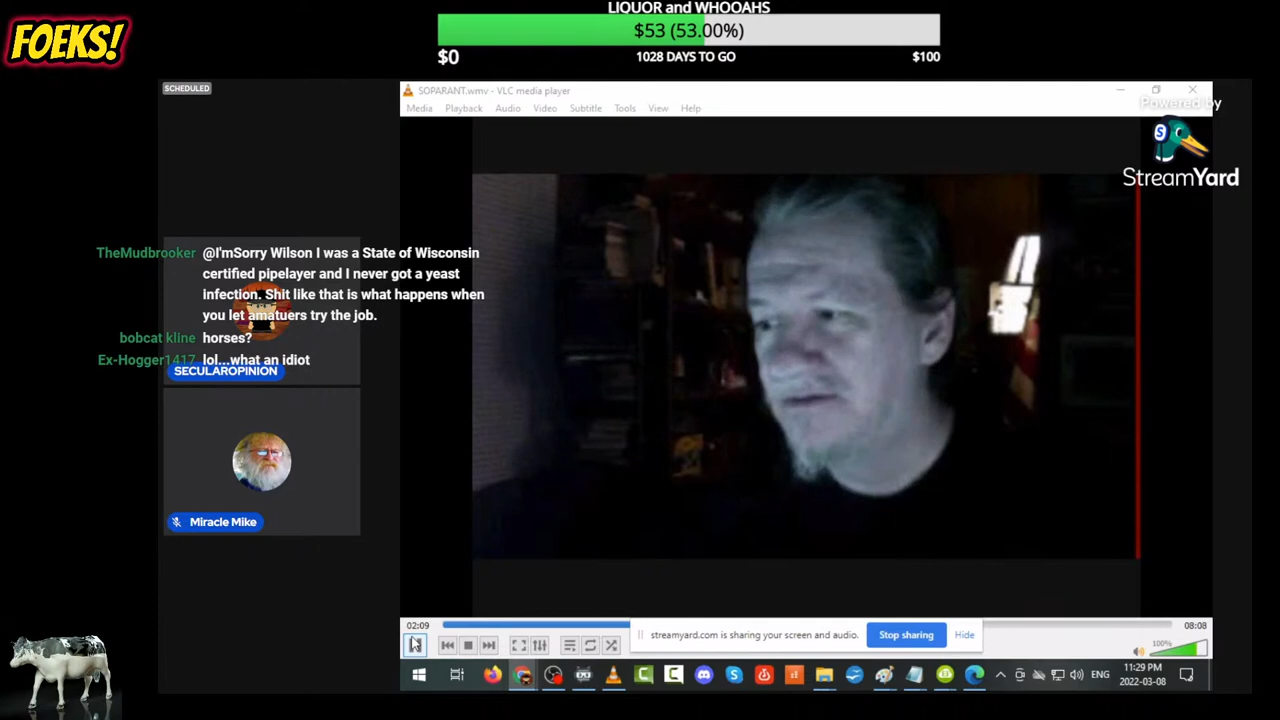 FOEKS!
LIQUOR and WHOOAHS
$53 (53.00%)
$0
1028 DAYS TO GO
$100
SCHEDULED
SOPARANT.wmv - VLC media player
Media Playback Audio Video Subtitle Tools View Help
Powered by
S
StreamYard
TheMudbrooker @I'mSorry Wilson I was a State of Wisconsin
certified pipelayer and I never got a yeast
infection. Shit like that is what happens when
you let amatuers try the job.
bobcat kline horses?
Ex-Hogger1417 lol...what an idiot
SECULAROPINION
Miracle Mike
02:09
08:08
streamyard.com is sharing your screen and audio.
Stop sharing
Hide
100%
ENG
11:29 PM
2022-03-08